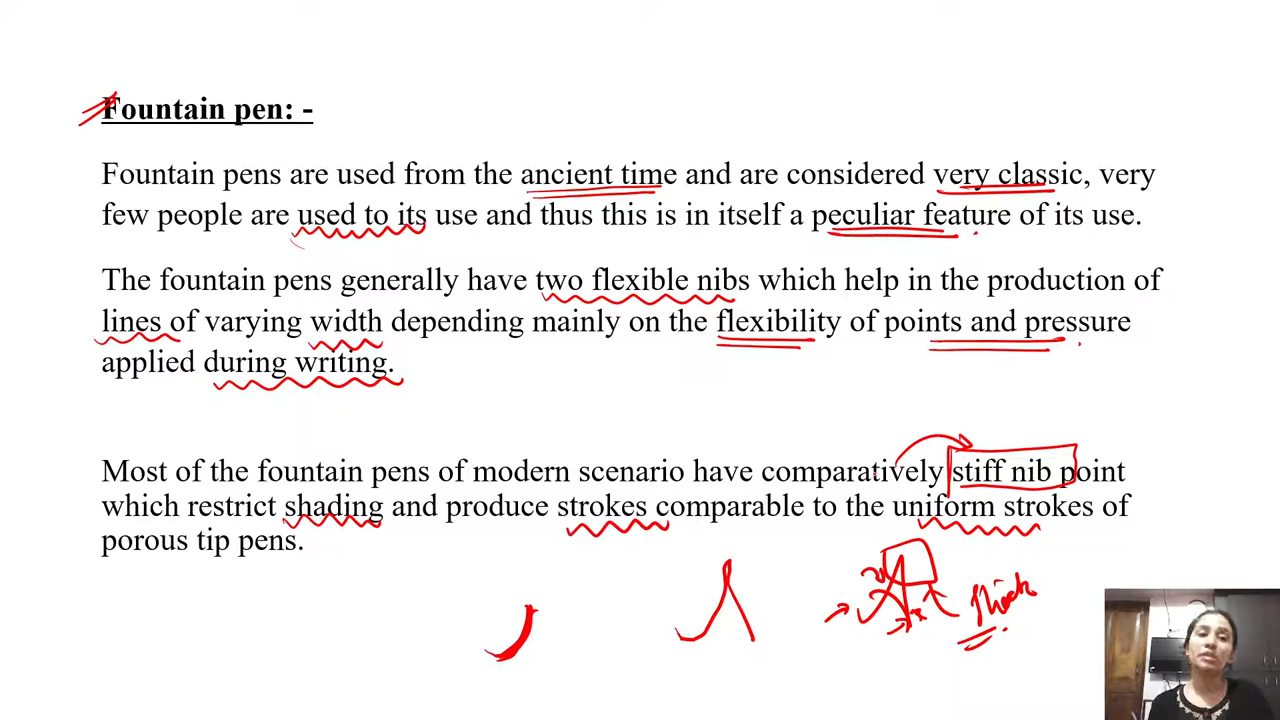 Fountain pen: -
Fountain pens are used from the ancient time and are considered very classic, very
few people are used to its use and thus this is in itself a peculiar feature of its use.
The fountain pens generally have two flexible nibs which help in the production of
lines of varying width depending mainly on the flexibility of points and pressure
applied during writing.
Most of the fountain pens of modern scenario have comparatively stiff nib point
which restrict shading and produce strokes comparable to the uniform strokes of
porous tip pens.